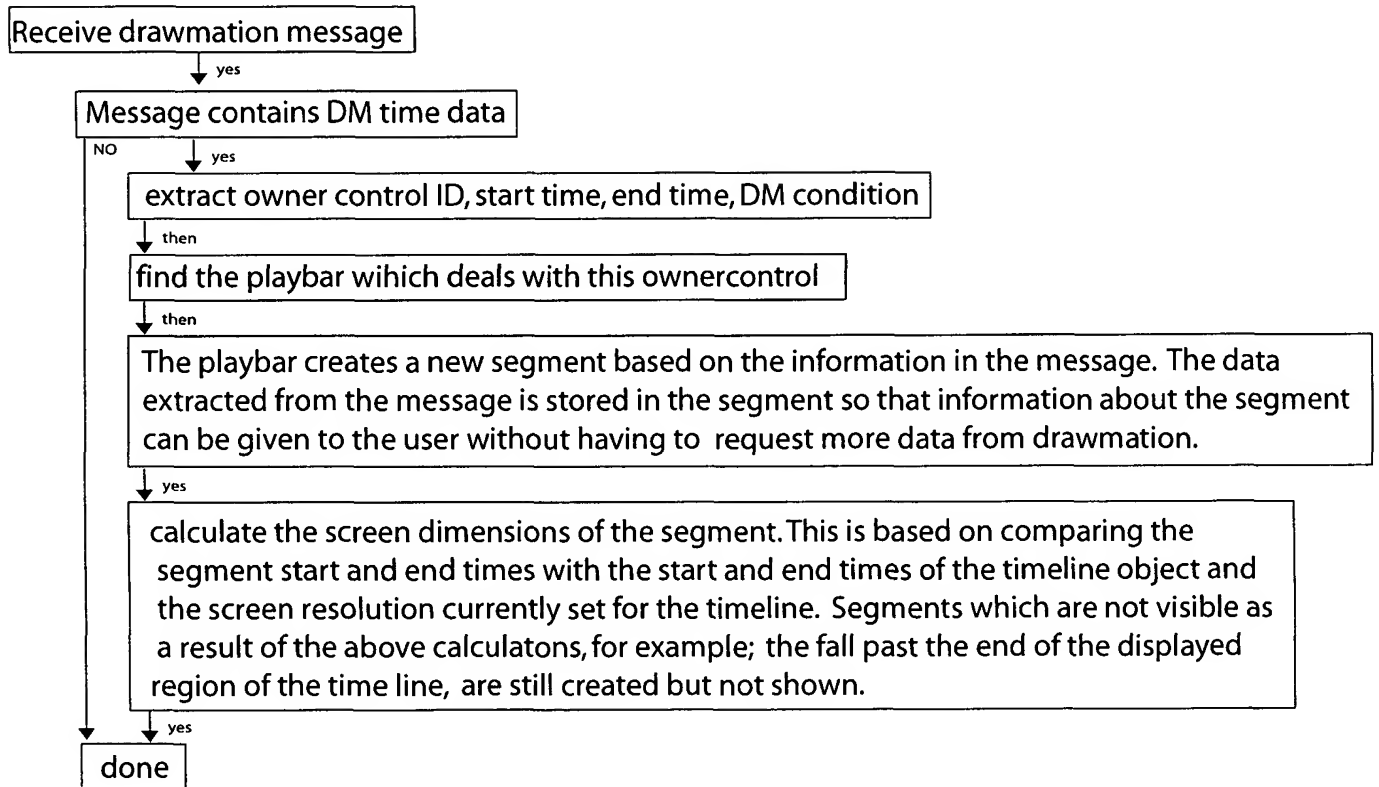 Receive drawmation message
yes
Message contains DM time data
NO
yes
extract owner control ID, start time, end time, DM condition
then
find the playbar wihich deals with this ownercontrol
then
The playbar creates a new segment based on the information in the message. The data
extracted from the message is stored in the segment so that information about the segment
can be given to the user without having to request more data from drawmation.
yes
calculate the screen dimensions of the segment. This is based on comparing the
segment start and end times with the start and end times of the timeline object and
the screen resolution currently set for the timeline. Segments which are not visible as
a result of the above calculatons, for example; the fall past the end of the displayed
region of the time line, are still created but not shown.
yes
done